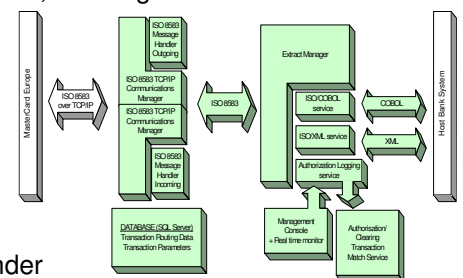 MasterCard Europe
ISO 8583
over TCP/IP
ISO 8583
Message
Handler
Outgoing
ISO 8583 TCP/IP
Communications
Manager
ISO 8583 TCP/IP
Communications
Manager
ISO 8583
Message
Handler
Incoming
ISO 8583
Extract Manager
ISO/COBOL
service
ISO/XML service
Authorization Logging
service
COBOL
XML
Host Bank System
DATABASE (SQL Server)
Transaction Routing Data
Transaction Parameters
Management
Console
+ Real time monitor
Authorisation/
Clearing
Transaction
Match Service
nder